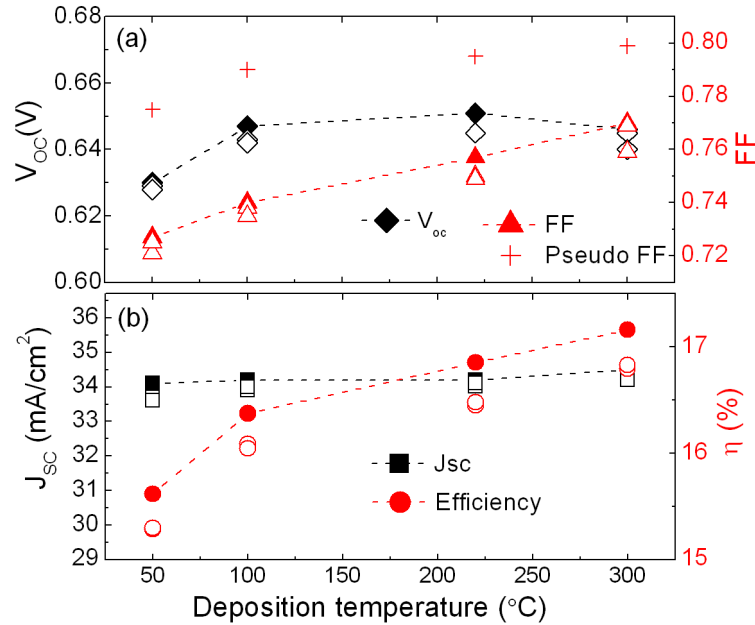 (a)
0.68
0.66
0.64
0.62
0.60
V_OC(V)
0.80
0.78
0.76
0.74
0.72
FF
V_oc
FF
Pseudo FF
(b)
36
35
34
33
32
31
30
29
J_SC (mA/cm²)
17
16
15
η (%)
Jsc
Efficiency
50 100 150 200 250 300
Deposition temperature (°C)